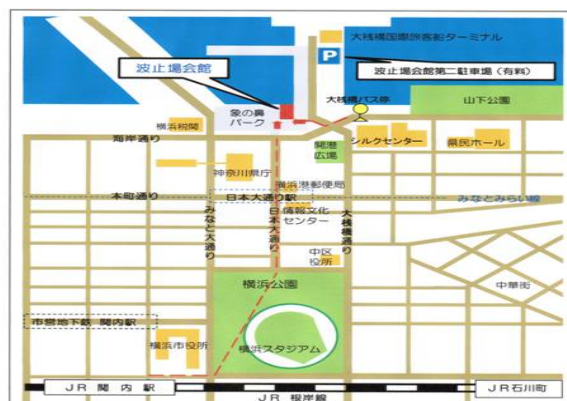 大桟橋国際旅客船ターミナル
P
波止場会館
波止場会館第二駐車場(有料)
大桟橋バス停
山下公園
象の鼻
パーク
横浜税関
海岸通り
開港
広場
シルクセンター
県民ホール
神奈川県庁
横浜港郵便局
本町通り
日本大通り駅
みなとみらい線
情報文化
センター
みなと大通り
日本大通り
大桟橋通り
中区
役所
横浜公園
中華街
市営地下鉄 関内駅
横浜市役所
横浜スタジアム
JR 関内駅
JR 根岸線
JR石川町